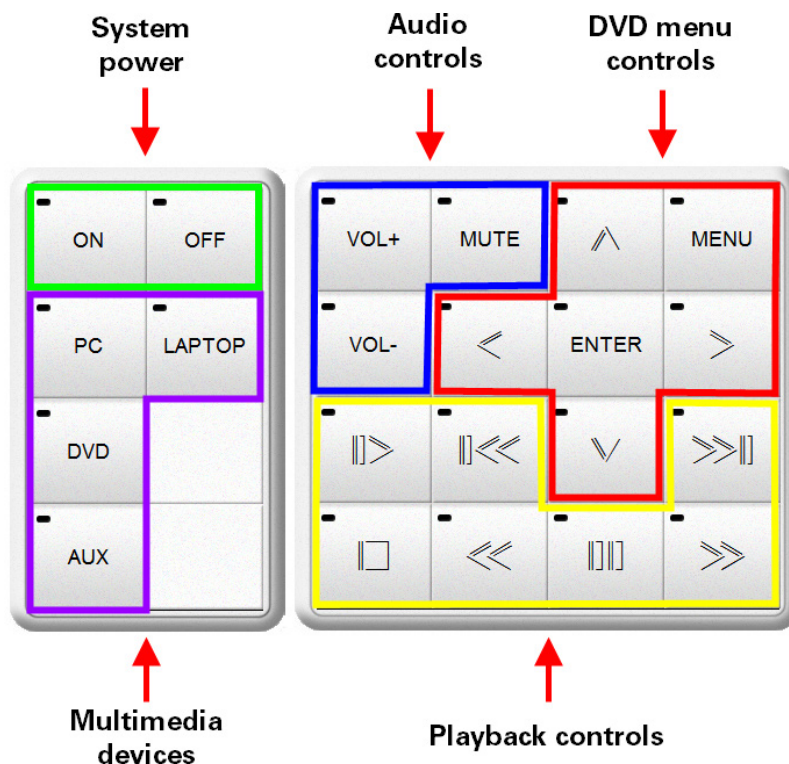 System
power
Audio
controls
DVD menu
controls
ON
OFF
VOL+
MUTE
MENU
PC
LAPTOP
VOL-
ENTER
DVD
AUX
Multimedia
devices
Playback controls